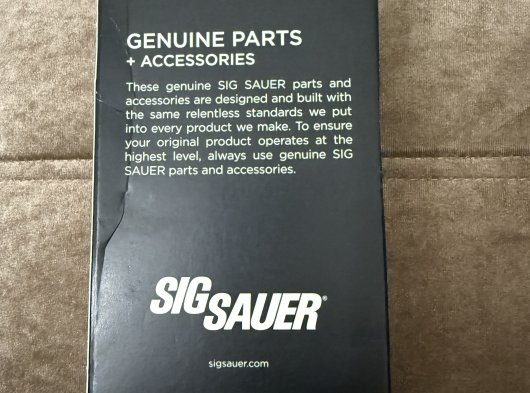 GENUINE PARTS
+ ACCESSORIES
These genuine SIG SAUER parts and
accessories are designed and built with
the same relentless standards we put
into every product we make. To ensure
your original product operates at the
highest level, always use genuine SIG
SAUER parts and accessories.
SIG
SAUER®
sigsauer.com